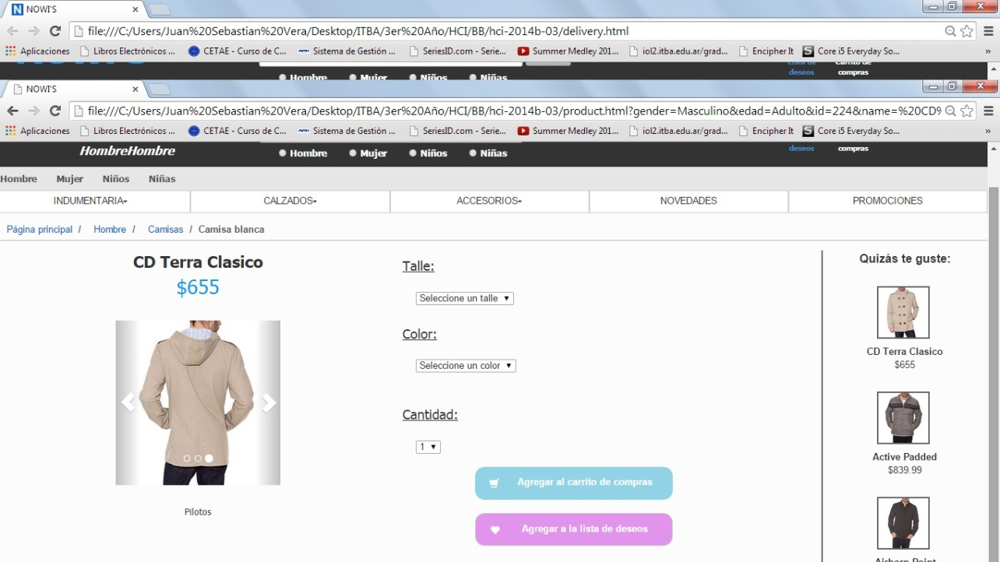 NOWI'S
file:///C:/Users/Juan%20Sebastian%20Vera/Desktop/ITBA/3er%20Año/HCI/BB/hci-2014b-03/delivery.html
Aplicaciones Libros Electronicos ... CETAE - Curso de C... Sistema de Gestión ... SeriesID.com - Serie... Summer Medley 201... iol2.itba.edu.ar/grad... Encipher It Core i5 Everyday So... »
Hombre Mujer Niños Niñas Lista de deseos Carrito de compras
NOWI'S
file:///C:/Users/Juan%20Sebastian%20Vera/Desktop/ITBA/3er%20Año/HCI/BB/hci-2014b-03/product.html?gender=Masculino&edad=Adulto&id=224&name=%20CD%
Aplicaciones Libros Electronicos ... CETAE - Curso de C... Sistema de Gestión ... SeriesID.com - Serie... Summer Medley 201... iol2.itba.edu.ar/grad... Encipher It Core i5 Everyday So... »
HombreHombre Hombre Mujer Niños Niñas deseos compras
Hombre Mujer Niños Niñas
INDUMENTARIA CALZADOS ACCESORIOS NOVEDADES PROMOCIONES
Página principal / Hombre / Camisas / Camisa blanca
CD Terra Clasico
$655
Pilotos
Talle:
Seleccione un talle
Color:
Seleccione un color
Cantidad:
1
Agregar al carrito de compras
Agregar a la lista de deseos
Quizás te guste:
CD Terra Clasico
$655
Active Padded
$839.99
Airborn Point